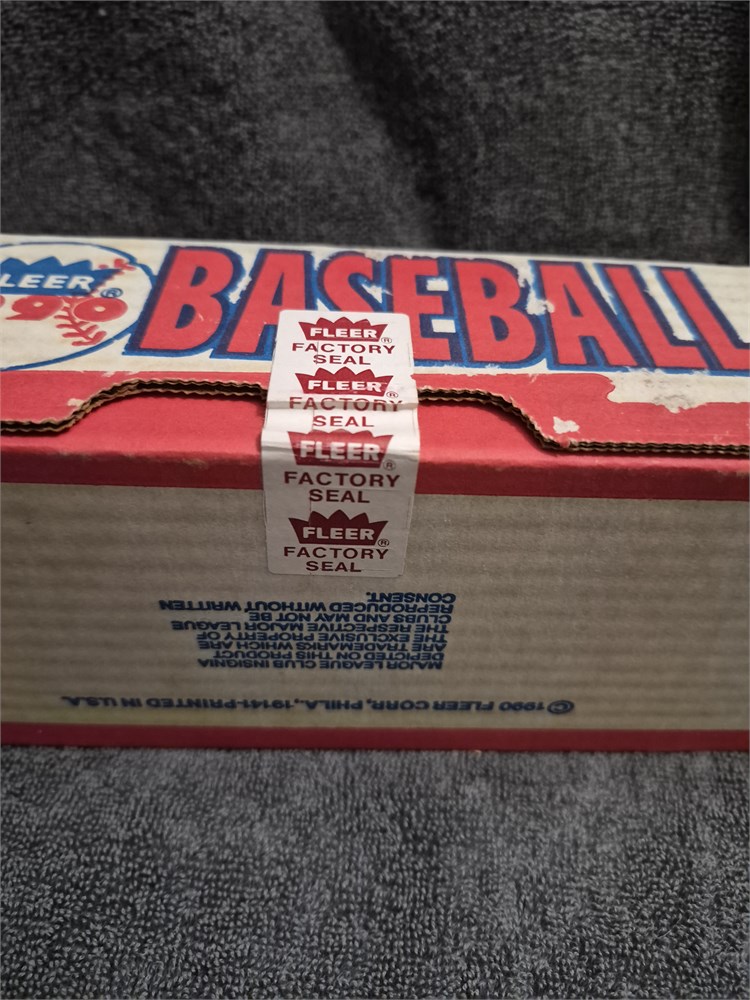 FLEER®
1990
BASEBALL
FLEER®
FACTORY
SEAL
FLEER®
FACTORY
SEAL
FLEER®
FACTORY
SEAL
FLEER®
FACTORY
SEAL
© 1990 FLEER CORP., PHILA., 19141-PRINTED IN U.S.A.
MAJOR LEAGUE CLUB INSIGNIA
DEPICTED ON THIS PRODUCT
ARE TRADEMARKS WHICH ARE
THE EXCLUSIVE PROPERTY OF
THE RESPECTIVE MAJOR LEAGUE
CLUBS AND MAY NOT BE
REPRODUCED WITHOUT WRITTEN
CONSENT.